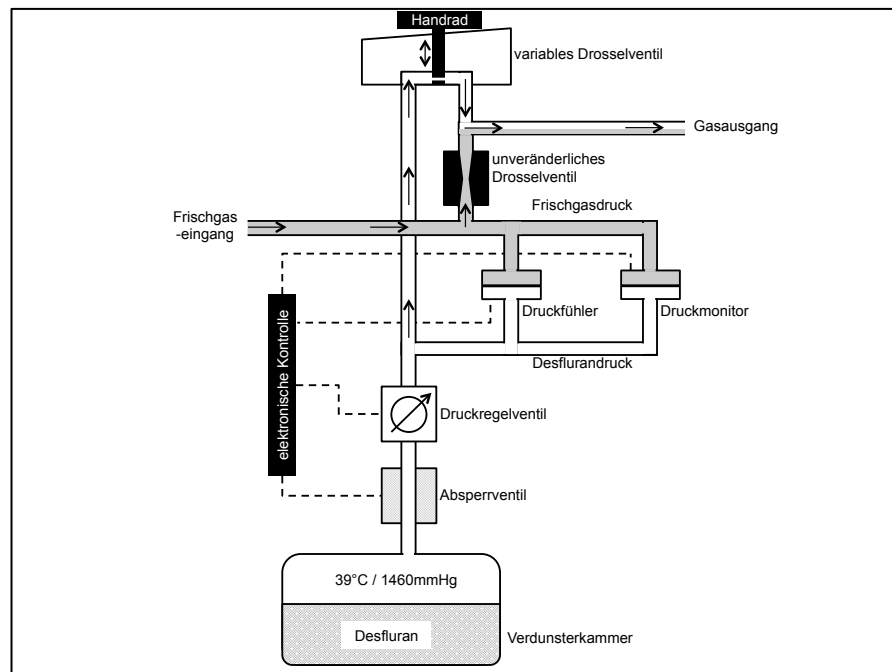 Handrad
variables Drosselventil
Gasausgang
unveränderliches
Drosselventil
Frischgasdruck
Frischgas
-eingang
Druckfühler
Druckmonitor
Desflurandruck
elektronische Kontrolle
Druckregelventil
Absperrventil
39°C / 1460mmHg
Desfluran
Verdunsterkammer